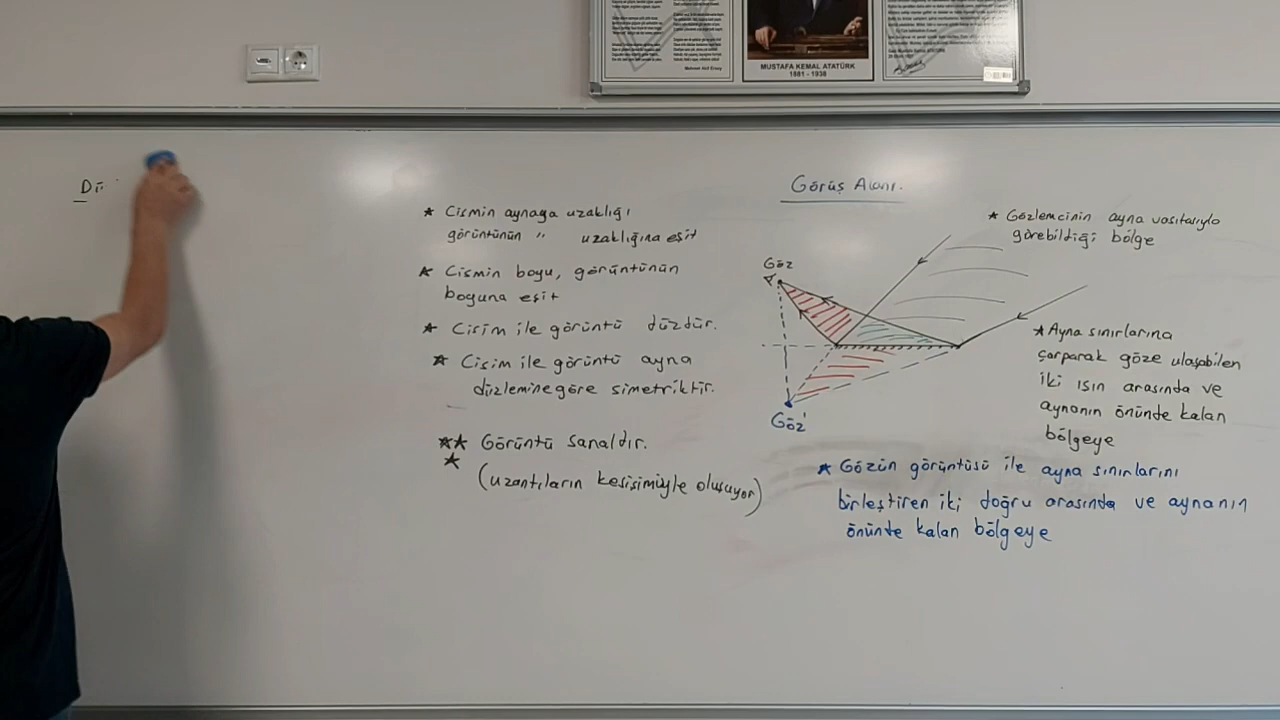 MUSTAFA KEMAL ATATÜRK
1881 - 1938
Dü
* Cismin aynaya uzaklığı
görüntünün " uzaklığına eşit
* Cismin boyu, görüntünün
boyuna eşit
* Cisim ile görüntü düzdür.
* Cisim ile görüntü ayna
düzlemine göre simetriktir.
** Görüntü sanaldır.
*
(uzantıların kesişimiyle oluşuyor)
Görüş Alanı.
* Gözlemcinin ayna vasıtasıyla
görebildiği bölge
Göz
Göz'
* Ayna sınırlarına
çarparak göze ulaşabilen
iki ışın arasında ve
aynanın önünde kalan
bölgeye
* Gözün görüntüsü ile ayna sınırlarını
birleştiren iki doğru arasında ve aynanın
önünde kalan bölgeye